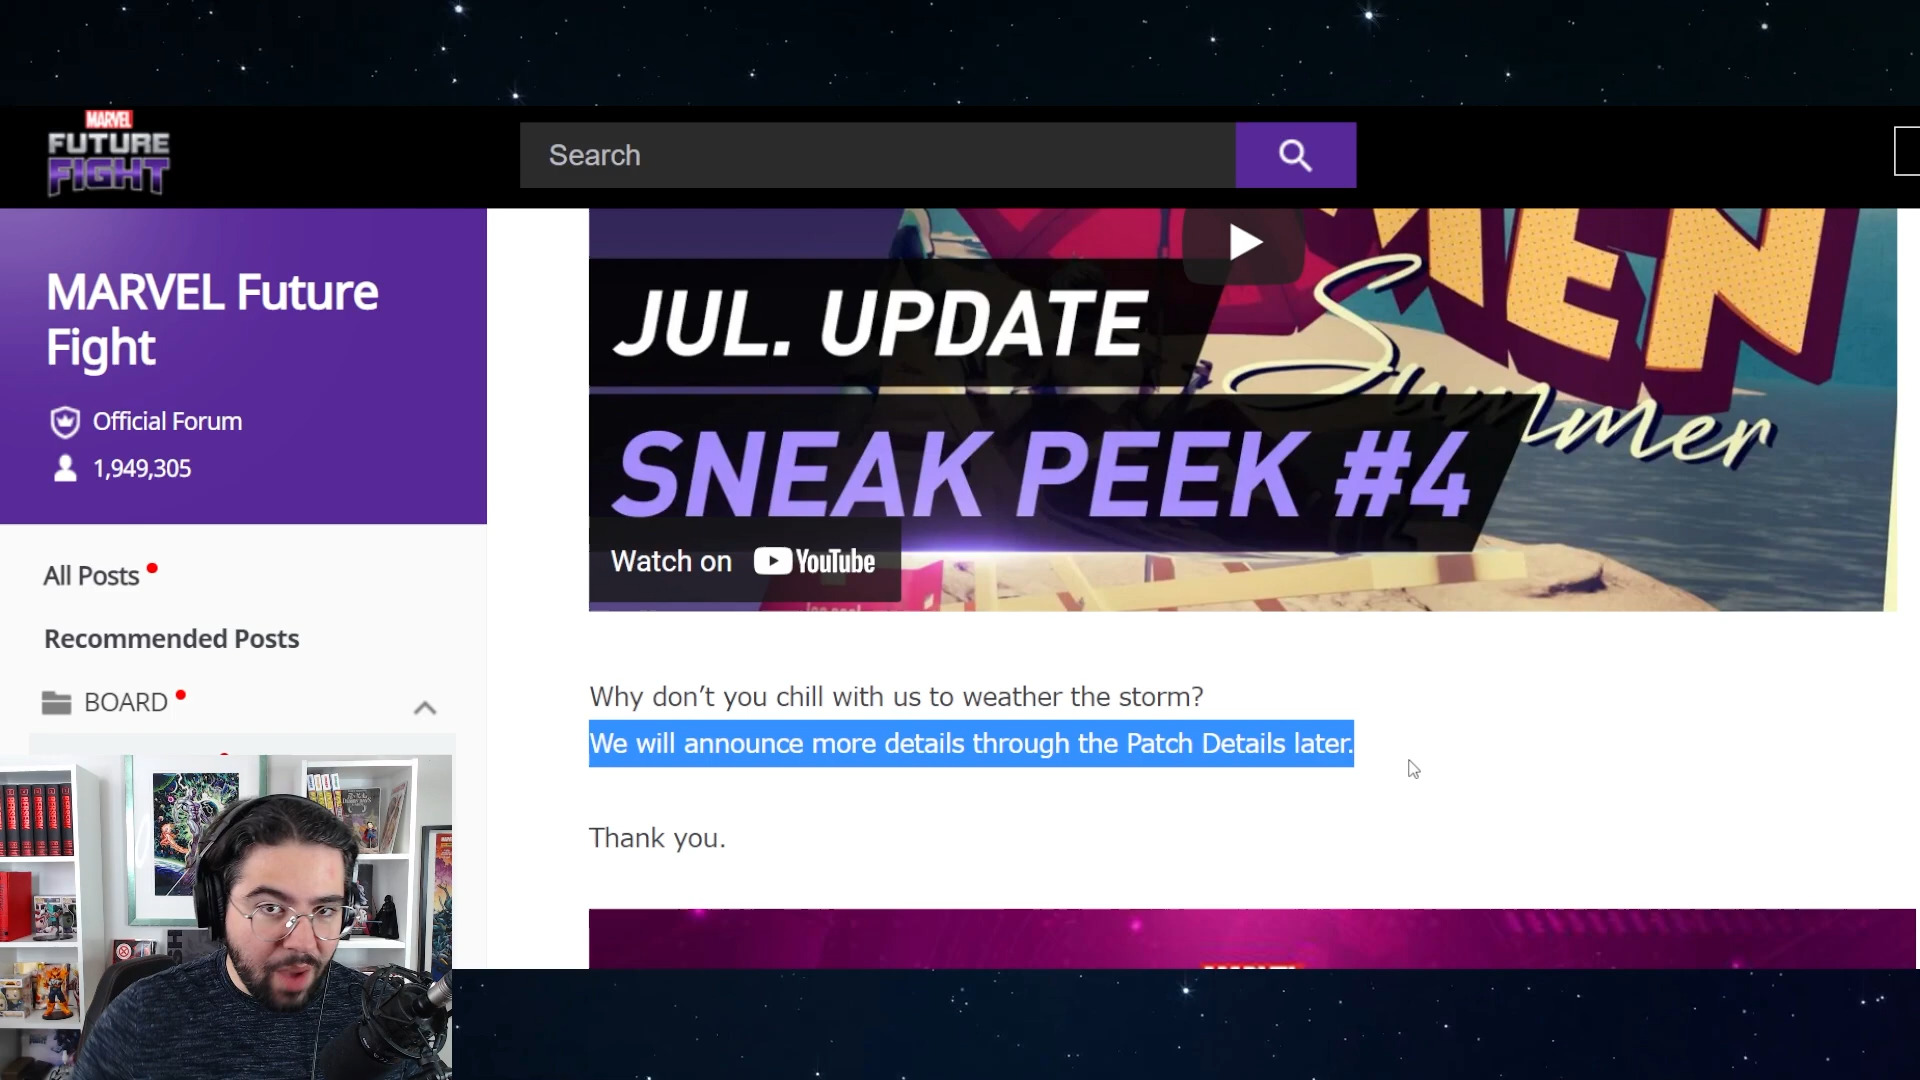 MARVEL
FUTURE
FIGHT
Search
MARVEL Future
Fight
Official Forum
1,949,305
All Posts
Recommended Posts
BOARD
MEN
Summer
JUL. UPDATE
SNEAK PEEK #4
Watch on YouTube
Why don’t you chill with us to weather the storm?
We will announce more details through the Patch Details later.
Thank you.